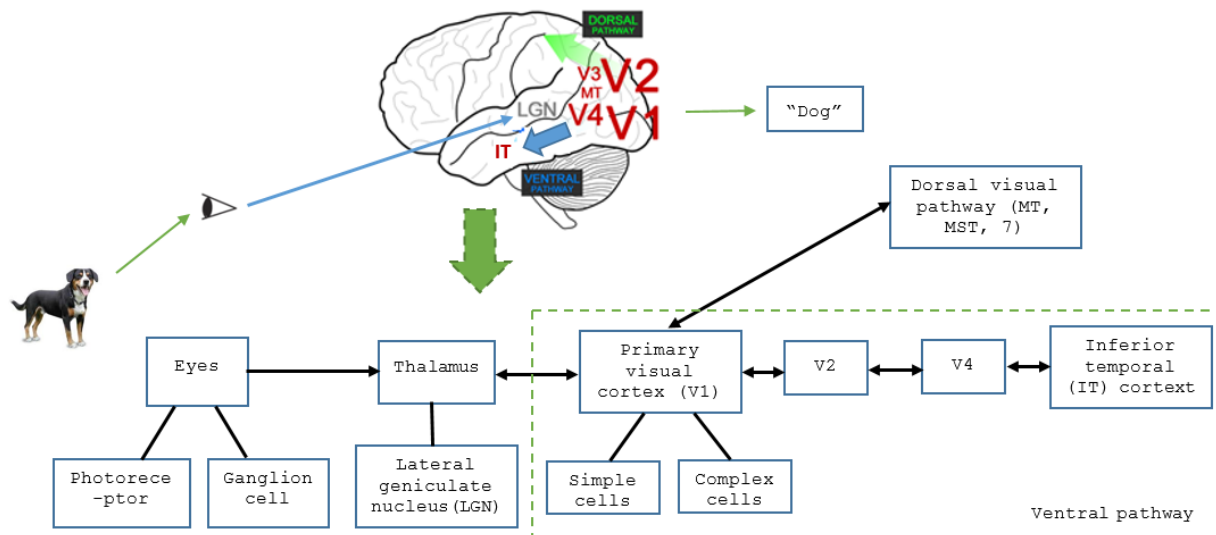 DORSAL
PATHWAY
V3 V2
MT
LGN
V4 V1
IT
VENTRAL
PATHWAY
“Dog”
Dorsal visual
pathway (MT,
MST, 7)
Eyes
Thalamus
Primary
visual
cortex (V1)
V2
V4
Inferior
temporal
(IT) cortext
Photorece
-ptor
Ganglion
cell
Lateral
geniculate
nucleus(LGN)
Simple
cells
Complex
cells
Ventral pathway